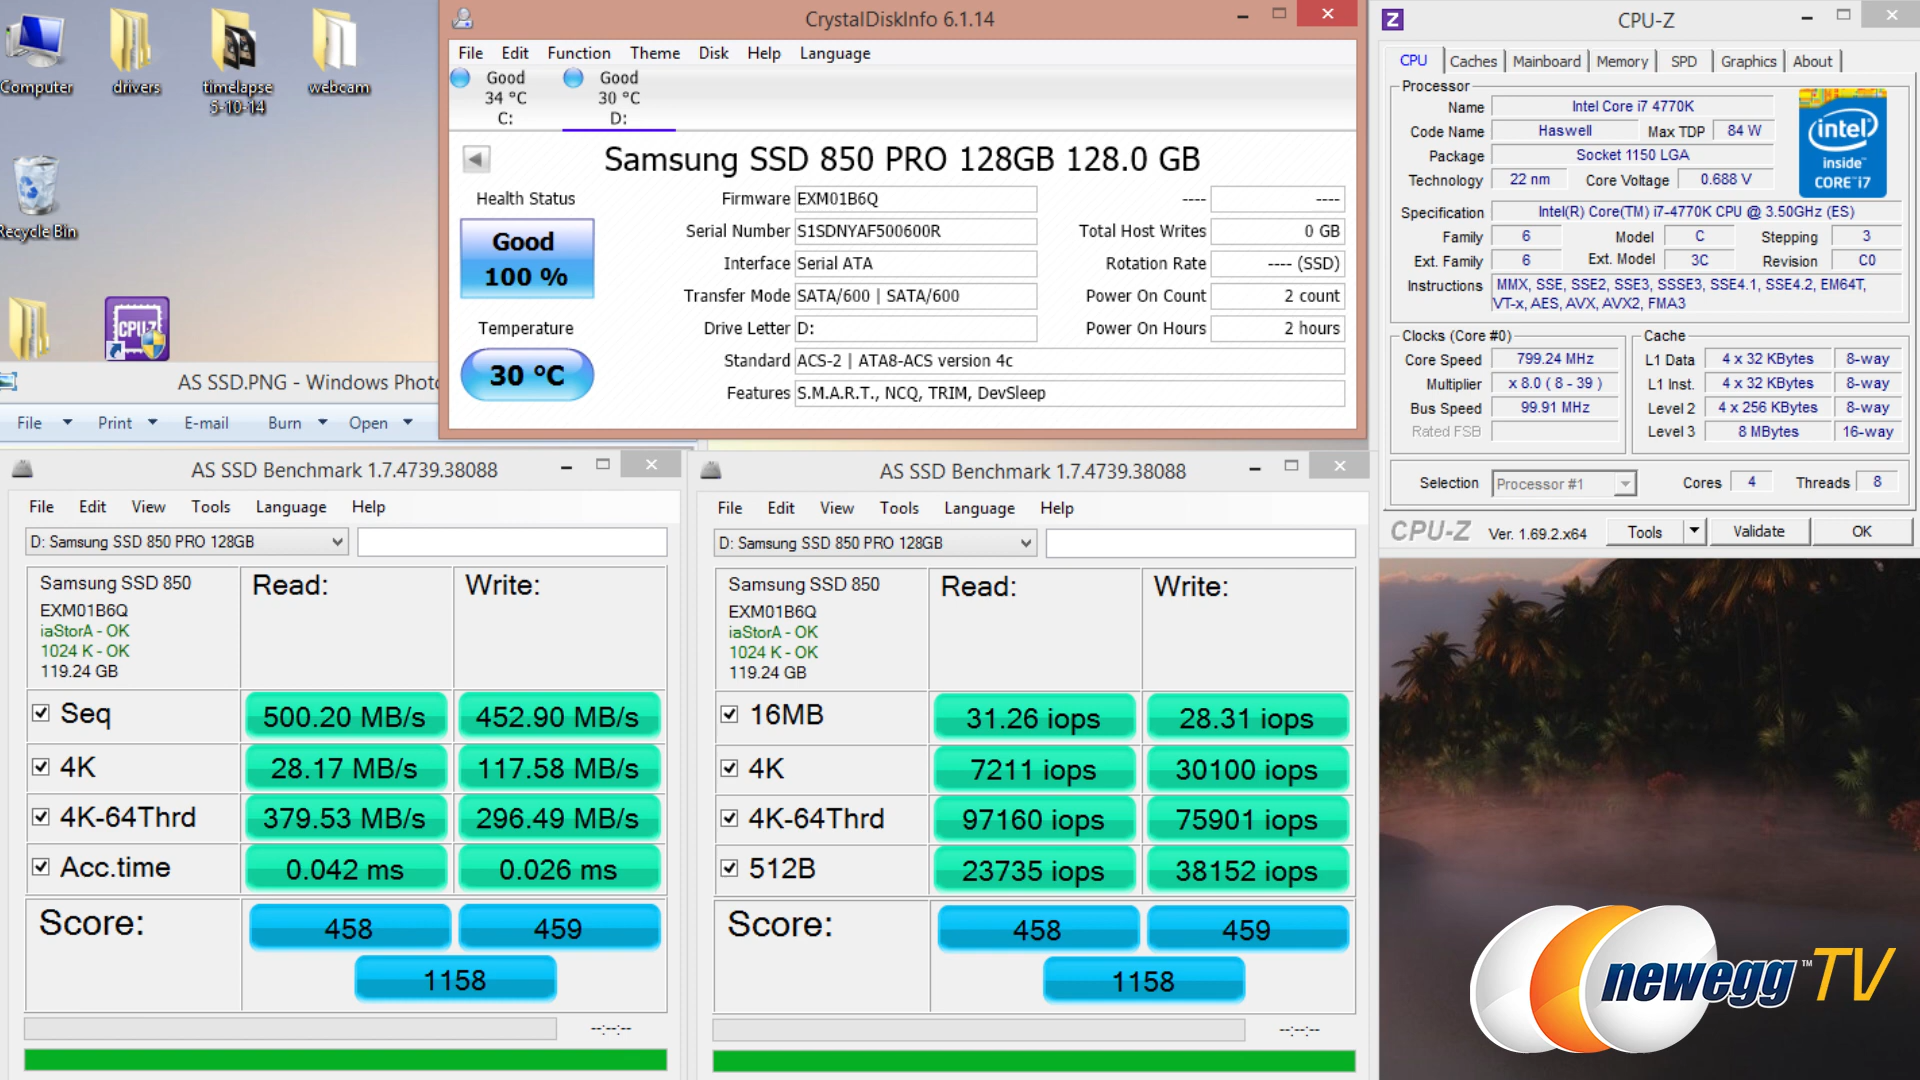 Computer
drivers
timelapse
5-10-14
webcam
Recycle Bin
CPU-Z
AS SSD.PNG - Windows Phot
File
Print
E-mail
Burn
Open
CrystalDiskInfo 6.1.14
File Edit Function Theme Disk Help Language
Good
34 °C
C:
Good
30 °C
D:
Samsung SSD 850 PRO 128GB 128.0 GB
Health Status
Good
100 %
Temperature
30 °C
Firmware EXM01B6Q
Serial Number S1SDNYAF500600R
Interface Serial ATA
Transfer Mode SATA/600 | SATA/600
Drive Letter D:
Standard ACS-2 | ATA8-ACS version 4c
Features S.M.A.R.T., NCQ, TRIM, DevSleep
---- ----
Total Host Writes 0 GB
Rotation Rate ---- (SSD)
Power On Count 2 count
Power On Hours 2 hours
Z
CPU-Z
CPU Caches Mainboard Memory SPD Graphics About
Processor
Name Intel Core i7 4770K
Code Name Haswell Max TDP 84 W
Package Socket 1150 LGA
Technology 22 nm Core Voltage 0.688 V
(intel)
inside™
CORE™i7
Specification Intel(R) Core(TM) i7-4770K CPU @ 3.50GHz (ES)
Family 6 Model C Stepping 3
Ext. Family 6 Ext. Model 3C Revision C0
Instructions MMX, SSE, SSE2, SSE3, SSSE3, SSE4.1, SSE4.2, EM64T,
VT-x, AES, AVX, AVX2, FMA3
Clocks (Core #0)
Core Speed 799.24 MHz
Multiplier x 8.0 ( 8 - 39 )
Bus Speed 99.91 MHz
Rated FSB
Cache
L1 Data 4 x 32 KBytes 8-way
L1 Inst. 4 x 32 KBytes 8-way
Level 2 4 x 256 KBytes 8-way
Level 3 8 MBytes 16-way
Selection Processor #1 Cores 4 Threads 8
CPU-Z Ver. 1.69.2.x64 Tools Validate OK
AS SSD Benchmark 1.7.4739.38088
File Edit View Tools Language Help
D: Samsung SSD 850 PRO 128GB
Samsung SSD 850
EXM01B6Q
iaStorA - OK
1024 K - OK
119.24 GB
Read: Write:
Seq 500.20 MB/s 452.90 MB/s
4K 28.17 MB/s 117.58 MB/s
4K-64Thrd 379.53 MB/s 296.49 MB/s
Acc.time 0.042 ms 0.026 ms
Score: 458 459
1158
--:--:--
AS SSD Benchmark 1.7.4739.38088
File Edit View Tools Language Help
D: Samsung SSD 850 PRO 128GB
Samsung SSD 850
EXM01B6Q
iaStorA - OK
1024 K - OK
119.24 GB
Read: Write:
16MB 31.26 iops 28.31 iops
4K 7211 iops 30100 iops
4K-64Thrd 97160 iops 75901 iops
512B 23735 iops 38152 iops
Score: 458 459
1158
--:--:--
newegg™TV